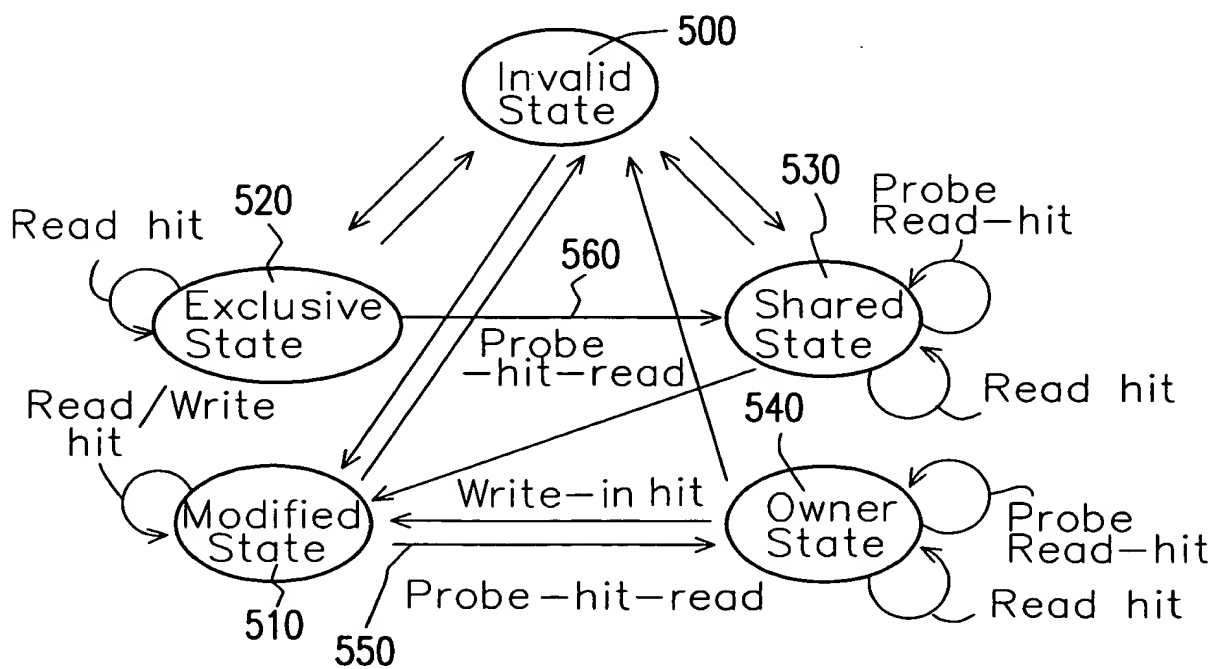 500
Invalid
State
530
520
Probe
Read-hit
Read hit
560
Exclusive
State
Shared
State
Probe
-hit-read
Read/Write
hit
540
Read hit
Modified
State
Write-in hit
Owner
State
Probe
Read-hit
510
550
Probe-hit-read
Read hit